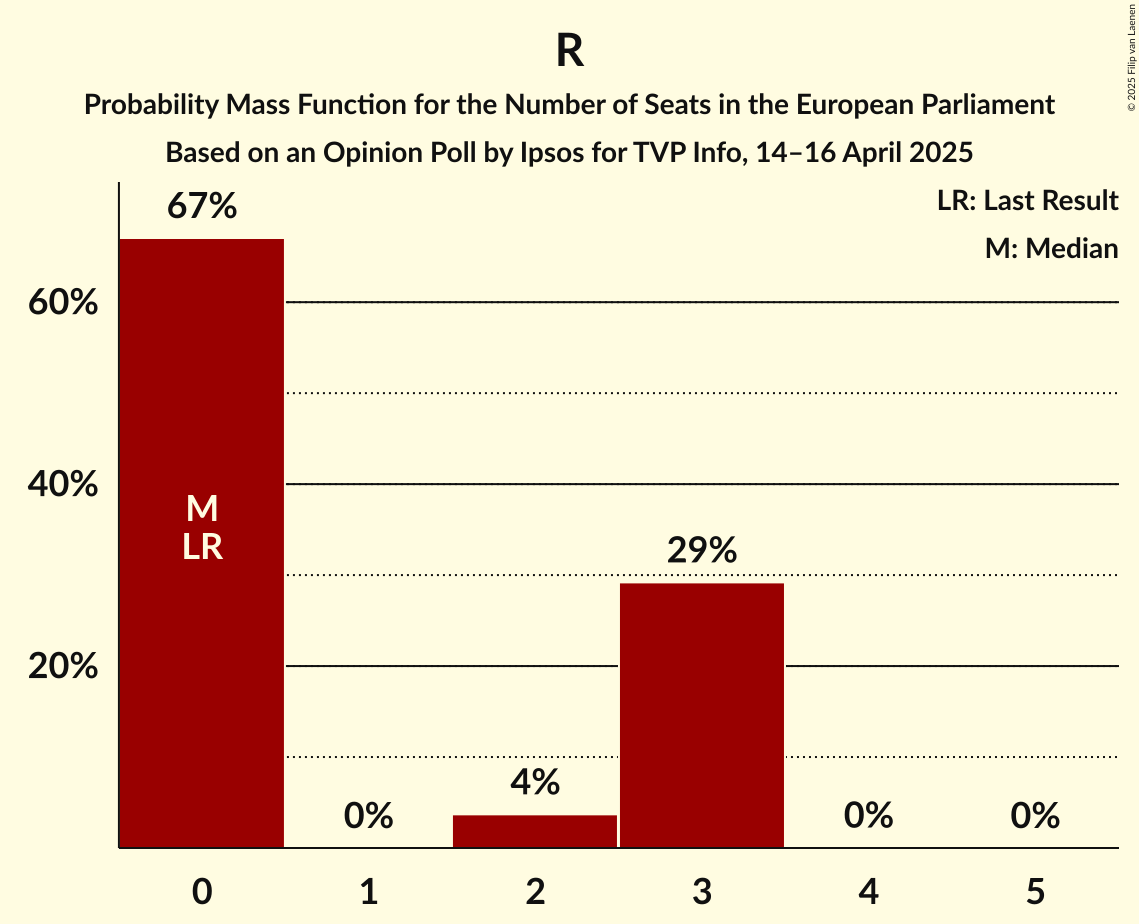 R
Probability Mass Function for the Number of Seats in the European Parliament
Based on an Opinion Poll by Ipsos for TVP Info, 14–16 April 2025
© 2025 Filip van Laenen
LR: Last Result
M: Median
67%
60%
40%
20%
M
LR
0%
4%
29%
0%
0%
0
1
2
3
4
5